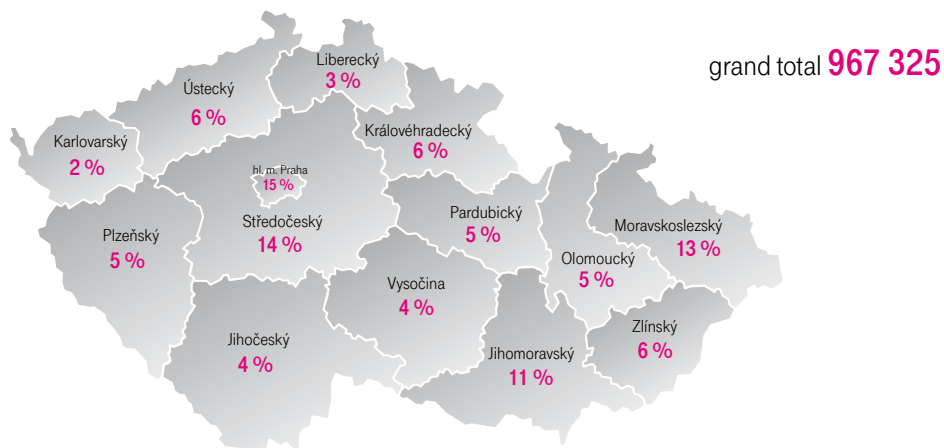 grand total 967 325
Liberecký
3 %
Ústecký
6 %
Královéhradecký
6 %
Karlovarský
2 %
hl. m. Praha
15 %
Středočeský
14 %
Pardubický
5 %
Moravskoslezský
13 %
Plzeňský
5 %
Olomoucký
5 %
Vysočina
4 %
Zlínský
6 %
Jihočeský
4 %
Jihomoravský
11 %